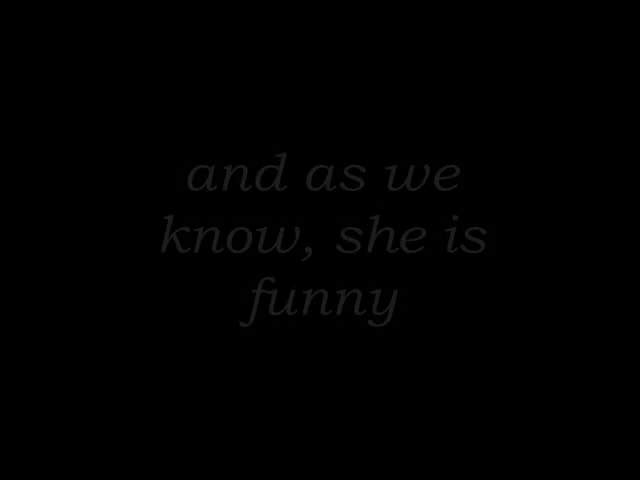 and as we
know, she is
funny